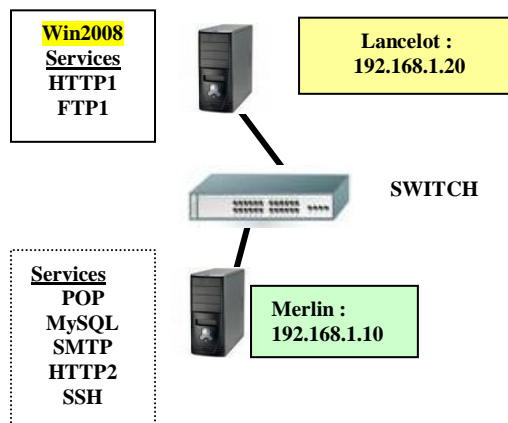 Win2008
Services
HTTP1
FTP1
Lancelot :
192.168.1.20
SWITCH
Services
POP
MySQL
SMTP
HTTP2
SSH
Merlin :
192.168.1.10